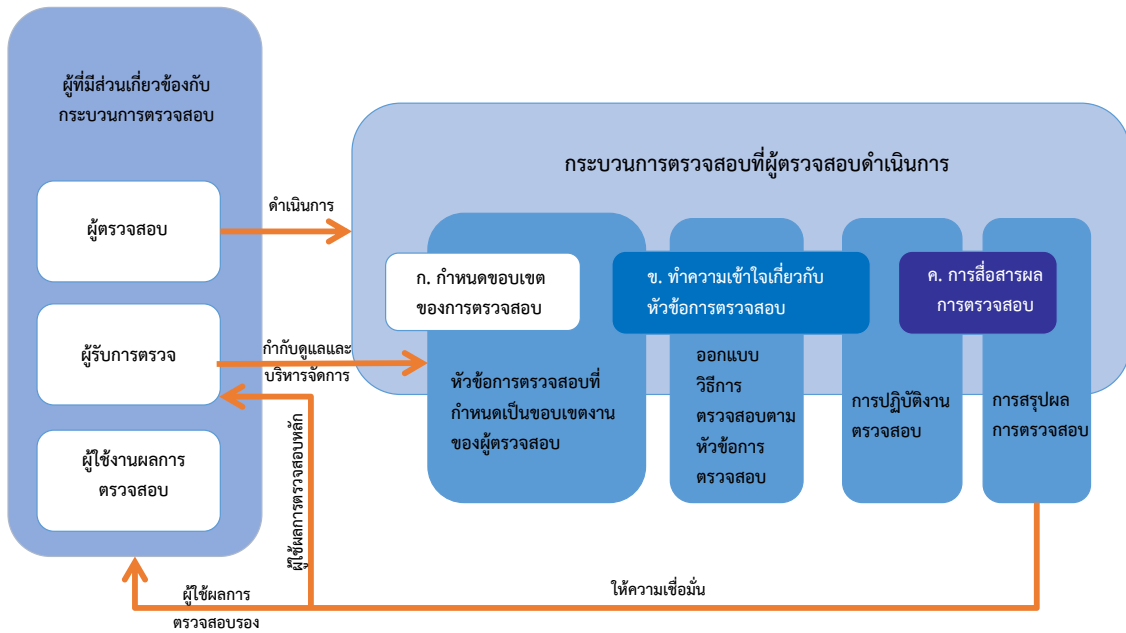 ผู้ที่มีส่วนเกี่ยวข้องกับ
กระบวนการตรวจสอบ
ผู้ตรวจสอบ
ผู้รับการตรวจ
ผู้ใช้งานผลการ
ตรวจสอบ
ดำเนินการ
กำกับดูแลและ
บริหารจัดการ
กระบวนการตรวจสอบที่ผู้ตรวจสอบดำเนินการ
ก. กำหนดขอบเขต
ของการตรวจสอบ
หัวข้อการตรวจสอบที่
กำหนดเป็นขอบเขตงาน
ของผู้ตรวจสอบ
ข. ทำความเข้าใจเกี่ยวกับ
หัวข้อการตรวจสอบ
ออกแบบ
วิธีการ
ตรวจสอบตาม
หัวข้อการ
ตรวจสอบ
การปฏิบัติงาน
ตรวจสอบ
ค. การสื่อสารผล
การตรวจสอบ
การสรุปผล
การตรวจสอบ
ผู้ใช้ผลการตรวจสอบหลัก
ให้ความเชื่อมั่น
ผู้ใช้ผลการ
ตรวจสอบรอง